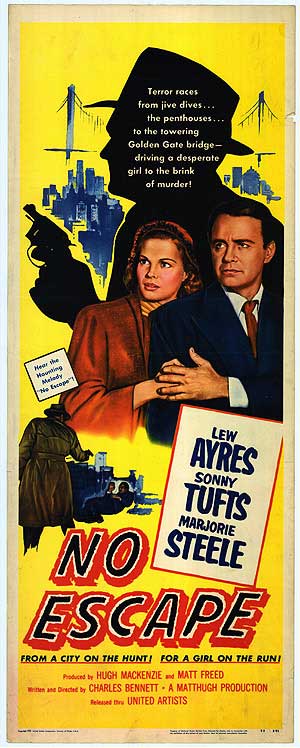 Terror races
from jive dives...
the penthouses...
to the towering
Golden Gate bridge—
driving a desperate
girl to the brink
of murder!
Hear the
Haunting
Melody
"No Escape"!
LEW
AYRES
SONNY
TUFTS
MARJORIE
STEELE
NO
ESCAPE
FROM A CITY ON THE HUNT! FOR A GIRL ON THE RUN!
Produced by HUGH MACKENZIE and MATT FREED
Written and Directed by CHARLES BENNETT · A MATTHUGH PRODUCTION
Released thru UNITED ARTISTS